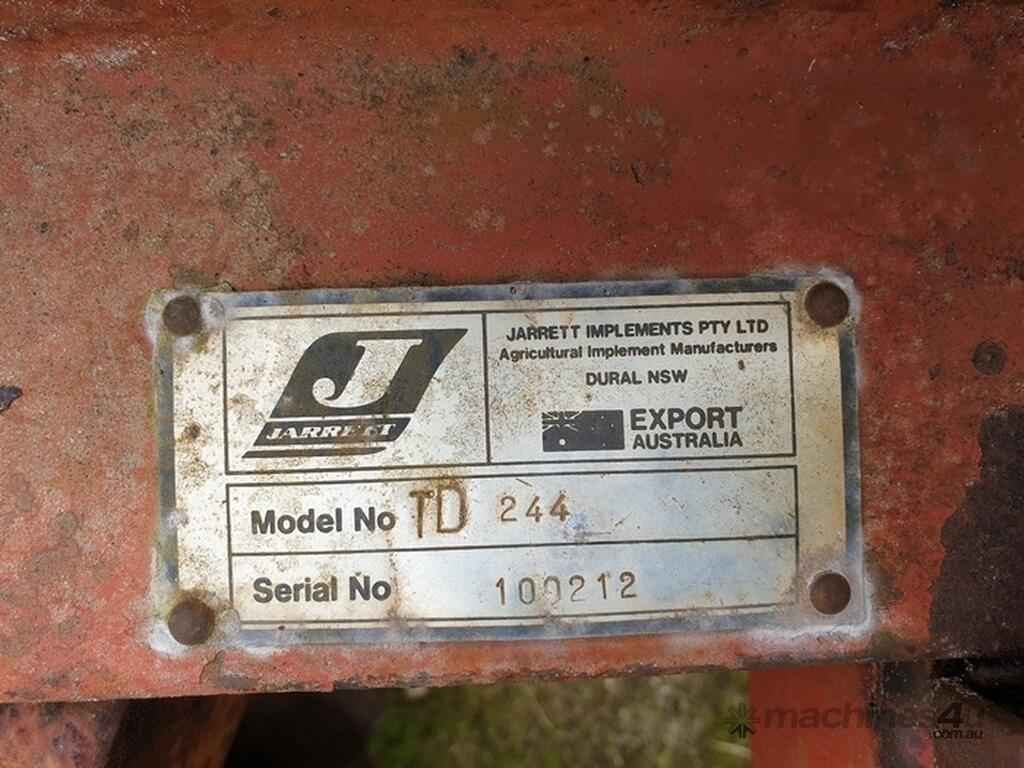 J
JARRETT
JARRETT IMPLEMENTS PTY LTD
Agricultural Implement Manufacturers
DURAL NSW
EXPORT
AUSTRALIA
Model No TD 244
Serial No 100212
machines4u
.com.au